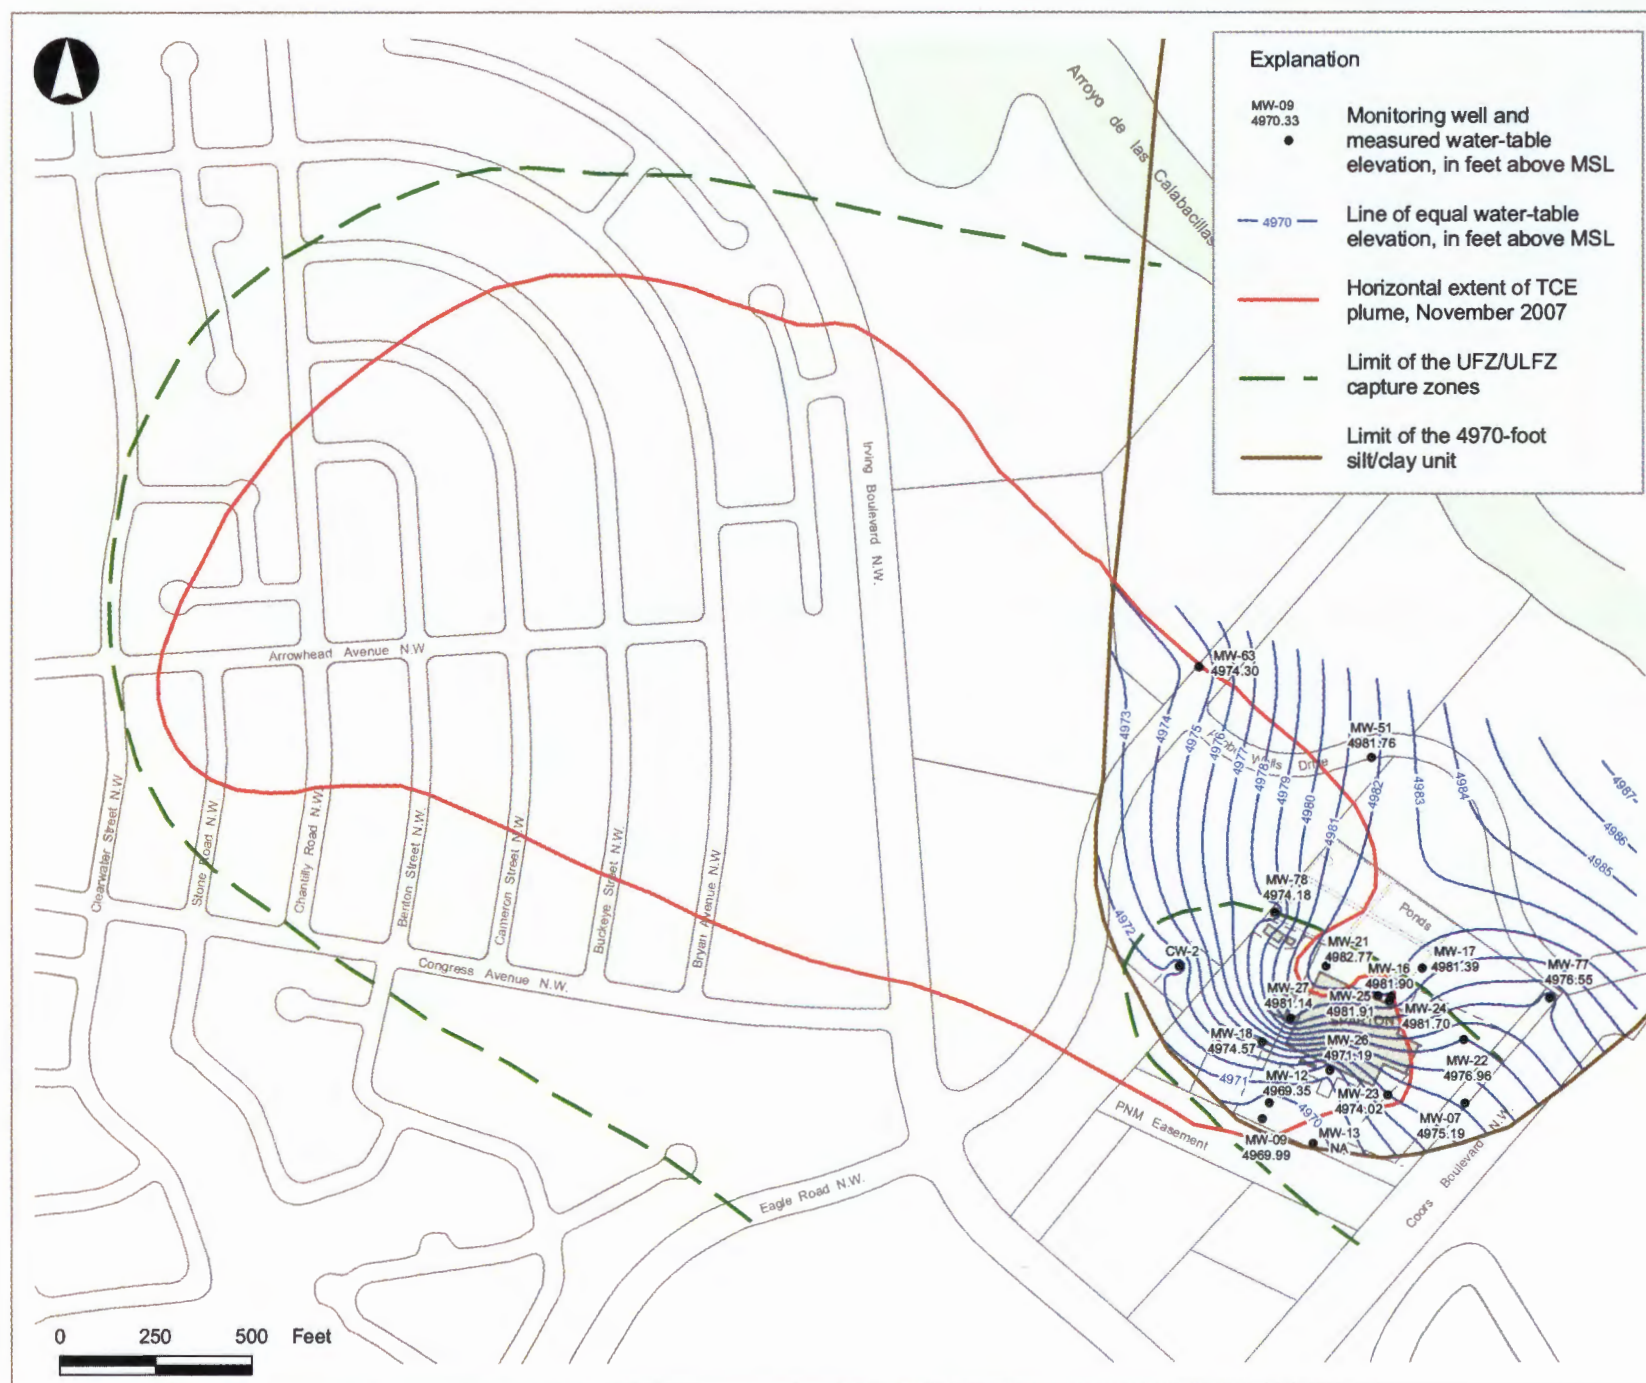 Explanation
MW-09
4970.33
Monitoring well and
measured water-table
elevation, in feet above MSL
4970
Line of equal water-table
elevation, in feet above MSL
Horizontal extent of TCE
plume, November 2007
Limit of the UFZ/ULFZ
capture zones
Limit of the 4970-foot
silt/clay unit
Arroyo de las Calabacillas
Irving Boulevard N.W.
Arrowhead Avenue N.W
Clearwater Street N.W.
Stone Road N.W
Chantilly Road N.W.
Benton Street N.W.
Cameron Street N.W.
Buckeye Street N.W.
Bryan Avenue N.W.
Congress Avenue N.W.
Eagle Road N.W.
PNM Easement
Coors Boulevard N.W.
Wells Drive
Ponds
MW-63
4974.30
MW-51
4981.76
4973
4974
4975
4976
4977
4978
4979
4980
4981
4982
4983
4984
4987
4986
4985
MW-78
4974.18
4972
CW-2
MW-21
4982.77
MW-17
4981.39
MW-16
4981.90
MW-77
4976.55
MW-27
4981.14
MW-25
4981.91
MW-24
4981.70
MW-18
4974.57
MW-26
4971.19
MW-22
4976.96
4971
MW-12
4969.35
4970
MW-23
4974.02
MW-07
4975.19
MW-09
4969.99
MW-13
NA
0 250 500 Feet